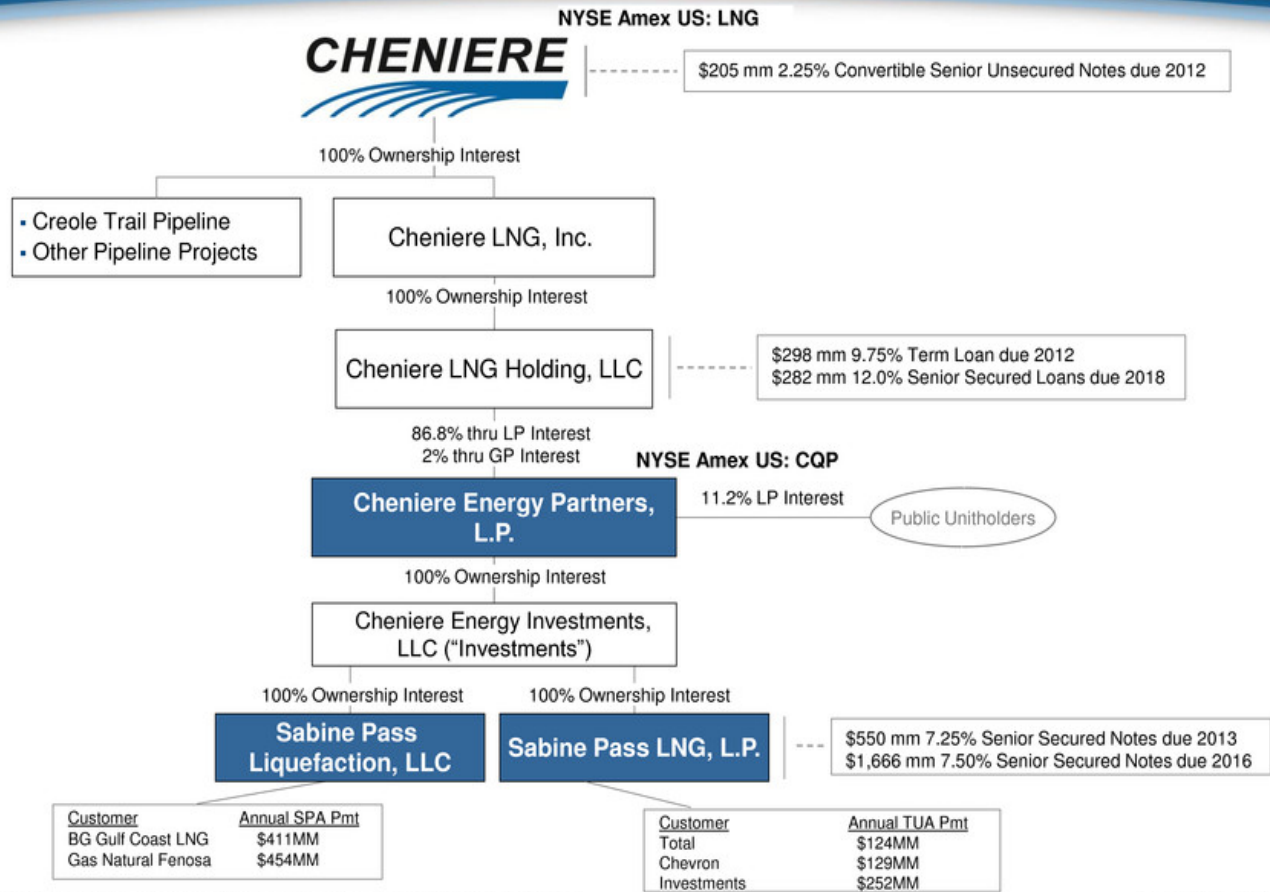 NYSE Amex US: LNG
CHENIERE
$205 mm 2.25% Convertible Senior Unsecured Notes due 2012
100% Ownership Interest
▪ Creole Trail Pipeline
▪ Other Pipeline Projects
Cheniere LNG, Inc.
100% Ownership Interest
Cheniere LNG Holding, LLC
$298 mm 9.75% Term Loan due 2012
$282 mm 12.0% Senior Secured Loans due 2018
86.8% thru LP Interest
2% thru GP Interest
NYSE Amex US: CQP
Cheniere Energy Partners,
L.P.
11.2% LP Interest
Public Unitholders
100% Ownership Interest
Cheniere Energy Investments,
LLC (“Investments”)
100% Ownership Interest
100% Ownership Interest
Sabine Pass
Liquefaction, LLC
Sabine Pass LNG, L.P.
$550 mm 7.25% Senior Secured Notes due 2013
$1,666 mm 7.50% Senior Secured Notes due 2016
Customer Annual SPA Pmt
BG Gulf Coast LNG $411MM
Gas Natural Fenosa $454MM
Customer Annual TUA Pmt
Total $124MM
Chevron $129MM
Investments $252MM